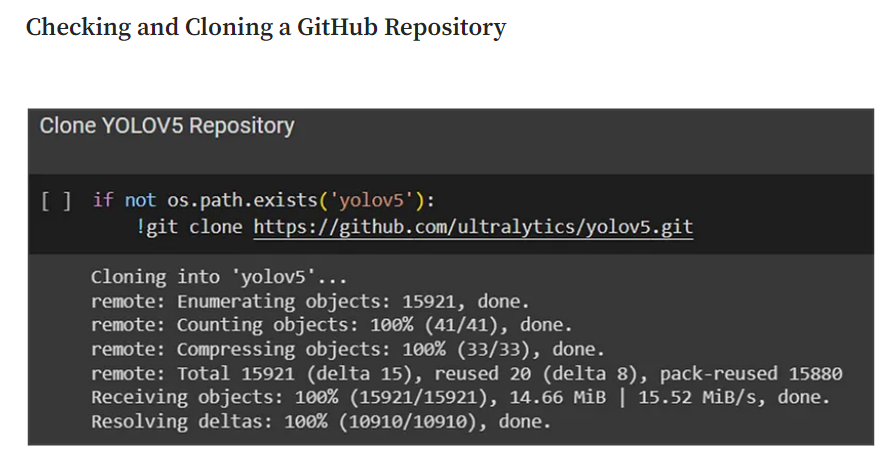 Checking and Cloning a GitHub Repository
Clone YOLOV5 Repository
[ ] if not os.path.exists('yolov5'):
!git clone https://github.com/ultralytics/yolov5.git
Cloning into 'yolov5'...
remote: Enumerating objects: 15921, done.
remote: Counting objects: 100% (41/41), done.
remote: Compressing objects: 100% (33/33), done.
remote: Total 15921 (delta 15), reused 20 (delta 8), pack-reused 15880
Receiving objects: 100% (15921/15921), 14.66 MiB | 15.52 MiB/s, done.
Resolving deltas: 100% (10910/10910), done.